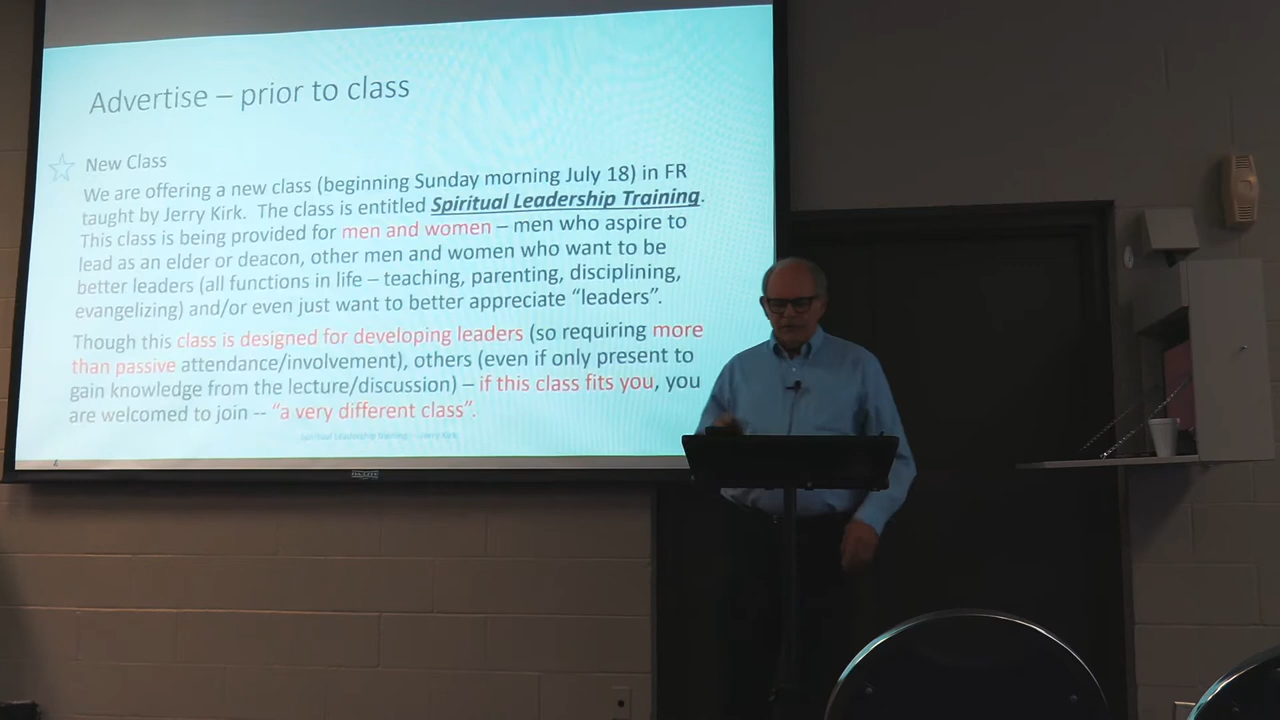 Advertise – prior to class
New Class
We are offering a new class (beginning Sunday morning July 18) in FR
taught by Jerry Kirk. The class is entitled Spiritual Leadership Training.
This class is being provided for men and women – men who aspire to
lead as an elder or deacon, other men and women who want to be
better leaders (all functions in life – teaching, parenting, disciplining,
evangelizing) and/or even just want to better appreciate “leaders”.
Though this class is designed for developing leaders (so requiring more
than passive attendance/involvement), others (even if only present to
gain knowledge from the lecture/discussion) – if this class fits you, you
are welcomed to join -- “a very different class”.
Spiritual Leadership training - Jerry Kirk